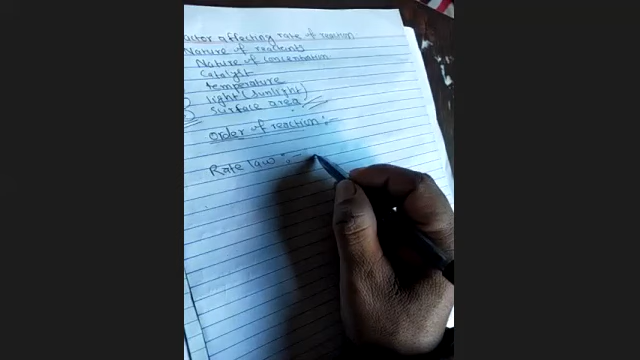 actor affecting rate of reaction
Nature of reactants
Nature of concentration
Catalyst
temperature
light (sunlight)
surface area
Order of reaction :-
Rate law :-